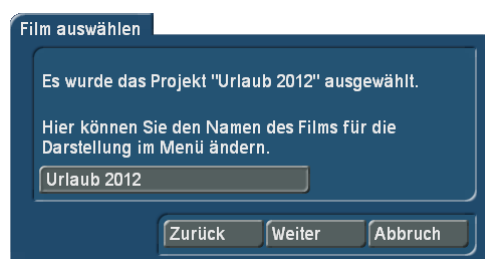 Film auswählen
Es wurde das Projekt "Urlaub 2012" ausgewählt.
Hier können Sie den Namen des Films für die
Darstellung im Menü ändern.
Urlaub 2012
Zurück Weiter Abbruch